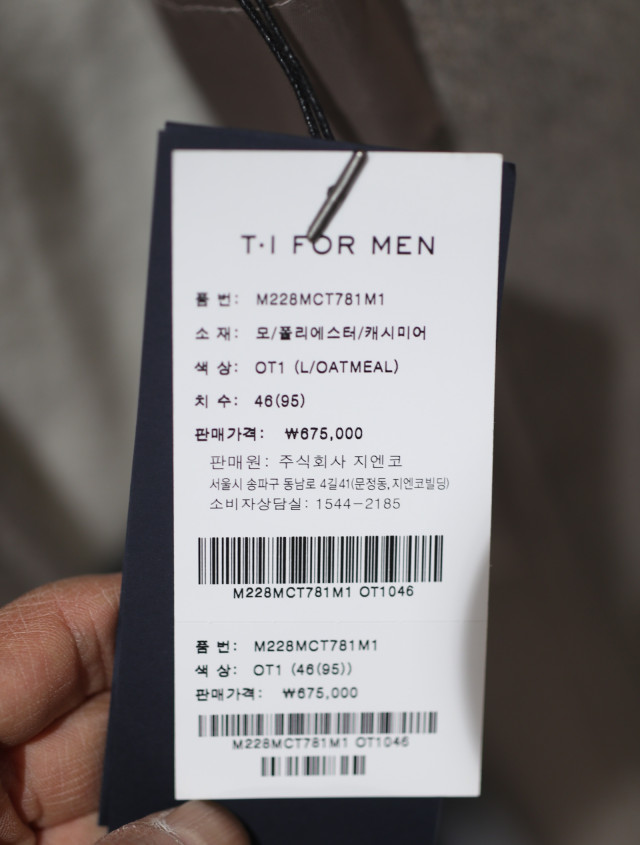 T·I FOR MEN
품 번: M228MCT781M1
소 재: 모/폴리에스터/캐시미어
색 상: OT1 (L/OATMEAL)
치 수: 46(95)
판매가격: ₩675,000
판매원: 주식회사 지엔코
서울시 송파구 동남로 4길41(문정동,지엔코빌딩)
소비자상담실: 1544-2185
M228MCT781M1 OT1046
품 번: M228MCT781M1
색 상: OT1 (46(95))
판매가격: ₩675,000
M228MCT781M1 OT1046